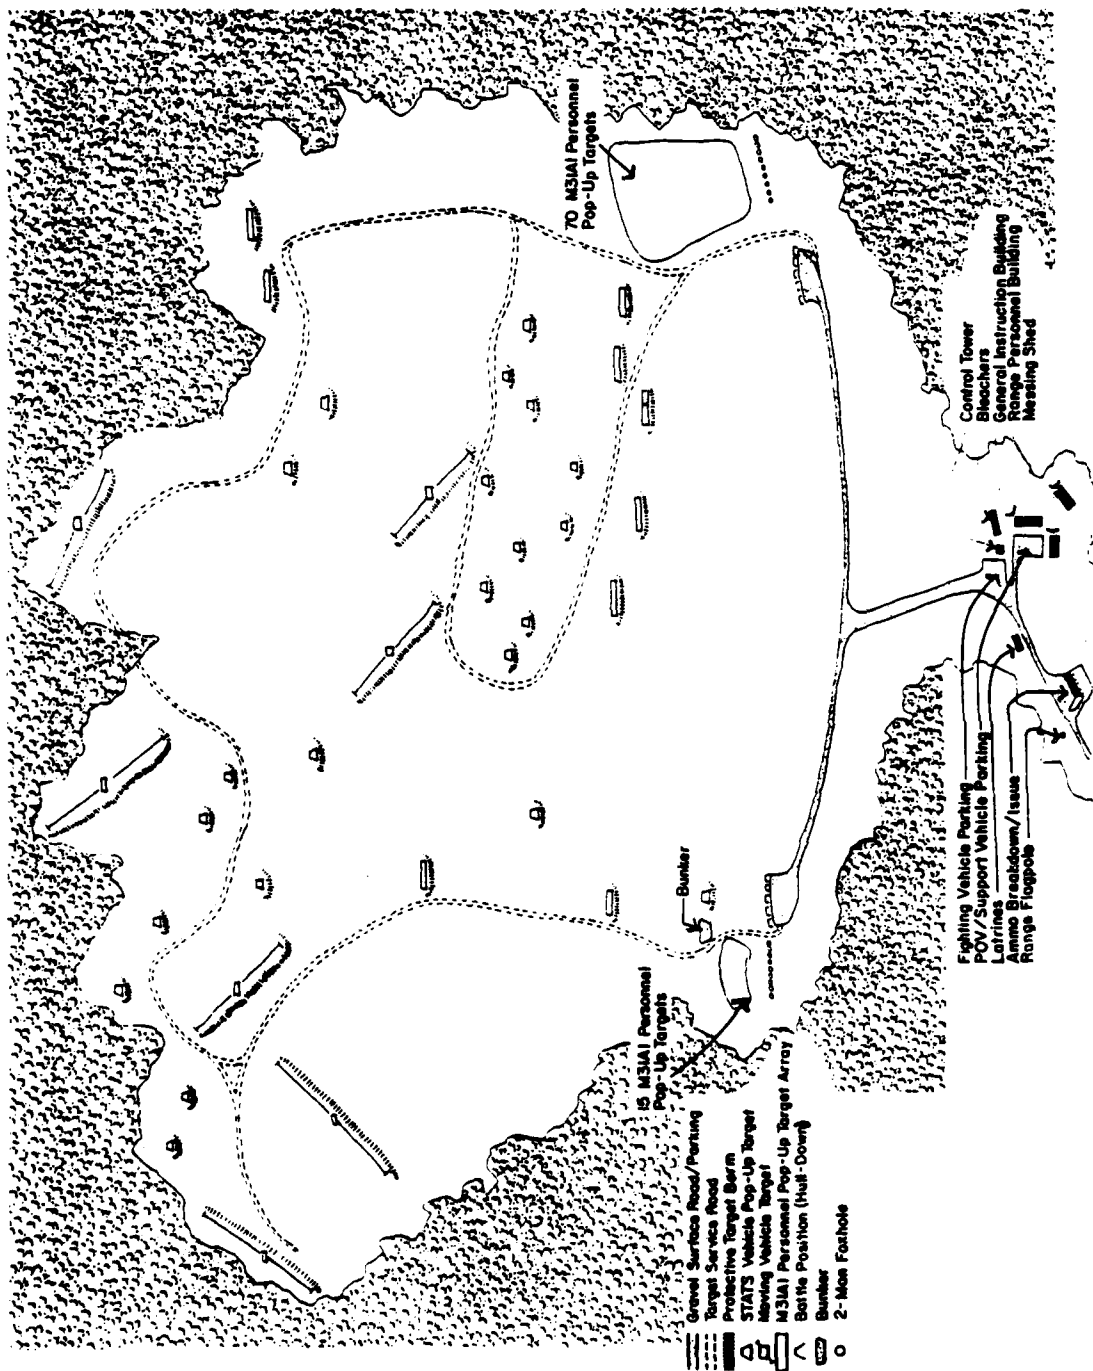 70 M31A1 Personnel
Pop-Up Targets
Bunker
15 M31A1 Personnel
Pop-Up Targets
Control Tower
Bleachers
General Instruction Building
Range Personnel Building
Messing Shed
Fighting Vehicle Parking
POV/Support Vehicle Parking
Latrines
Ammo Breakdown/Issue
Range Flagpole
Gravel Surface Road/Parking
Target Service Road
Protective Target Berm
STATS Vehicle Pop-Up Target
Moving Vehicle Target
M31A1 Personnel Pop-Up Target Array
Battle Position (Hull-Down)
Bunker
2-Man Foxhole